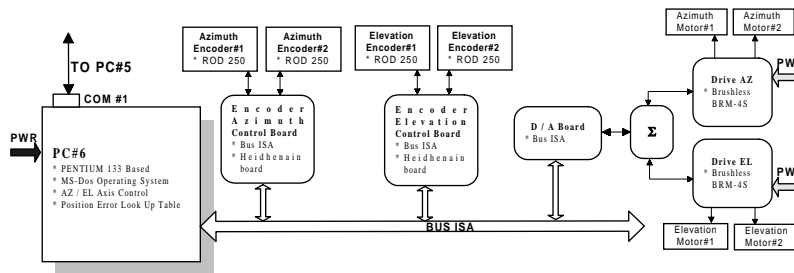 Azimuth
Encoder#1
* ROD 250
Azimuth
Encoder#2
* ROD 250
Elevation
Encoder#1
* ROD 250
Elevation
Encoder#2
* ROD 250
Azimuth
Motor#1
Azimuth
Motor#2
TO PC#5
COM #1
PWR
PC#6
* PENTIUM 133 Based
* MS-Dos Operating System
* AZ / EL Axis Control
* Position Error Look Up Table
Encoder
Azimuth
Control Board
* Bus ISA
* Heidhenain
board
Encoder
Elevation
Control Board
* Bus ISA
* Heidhenain
board
D / A Board
* Bus ISA
Σ
Drive AZ
* Brushless
BRM-4S
PW
Drive EL
* Brushless
BRM-4S
PW
Elevation
Motor#1
Elevation
Motor#2
BUS ISA